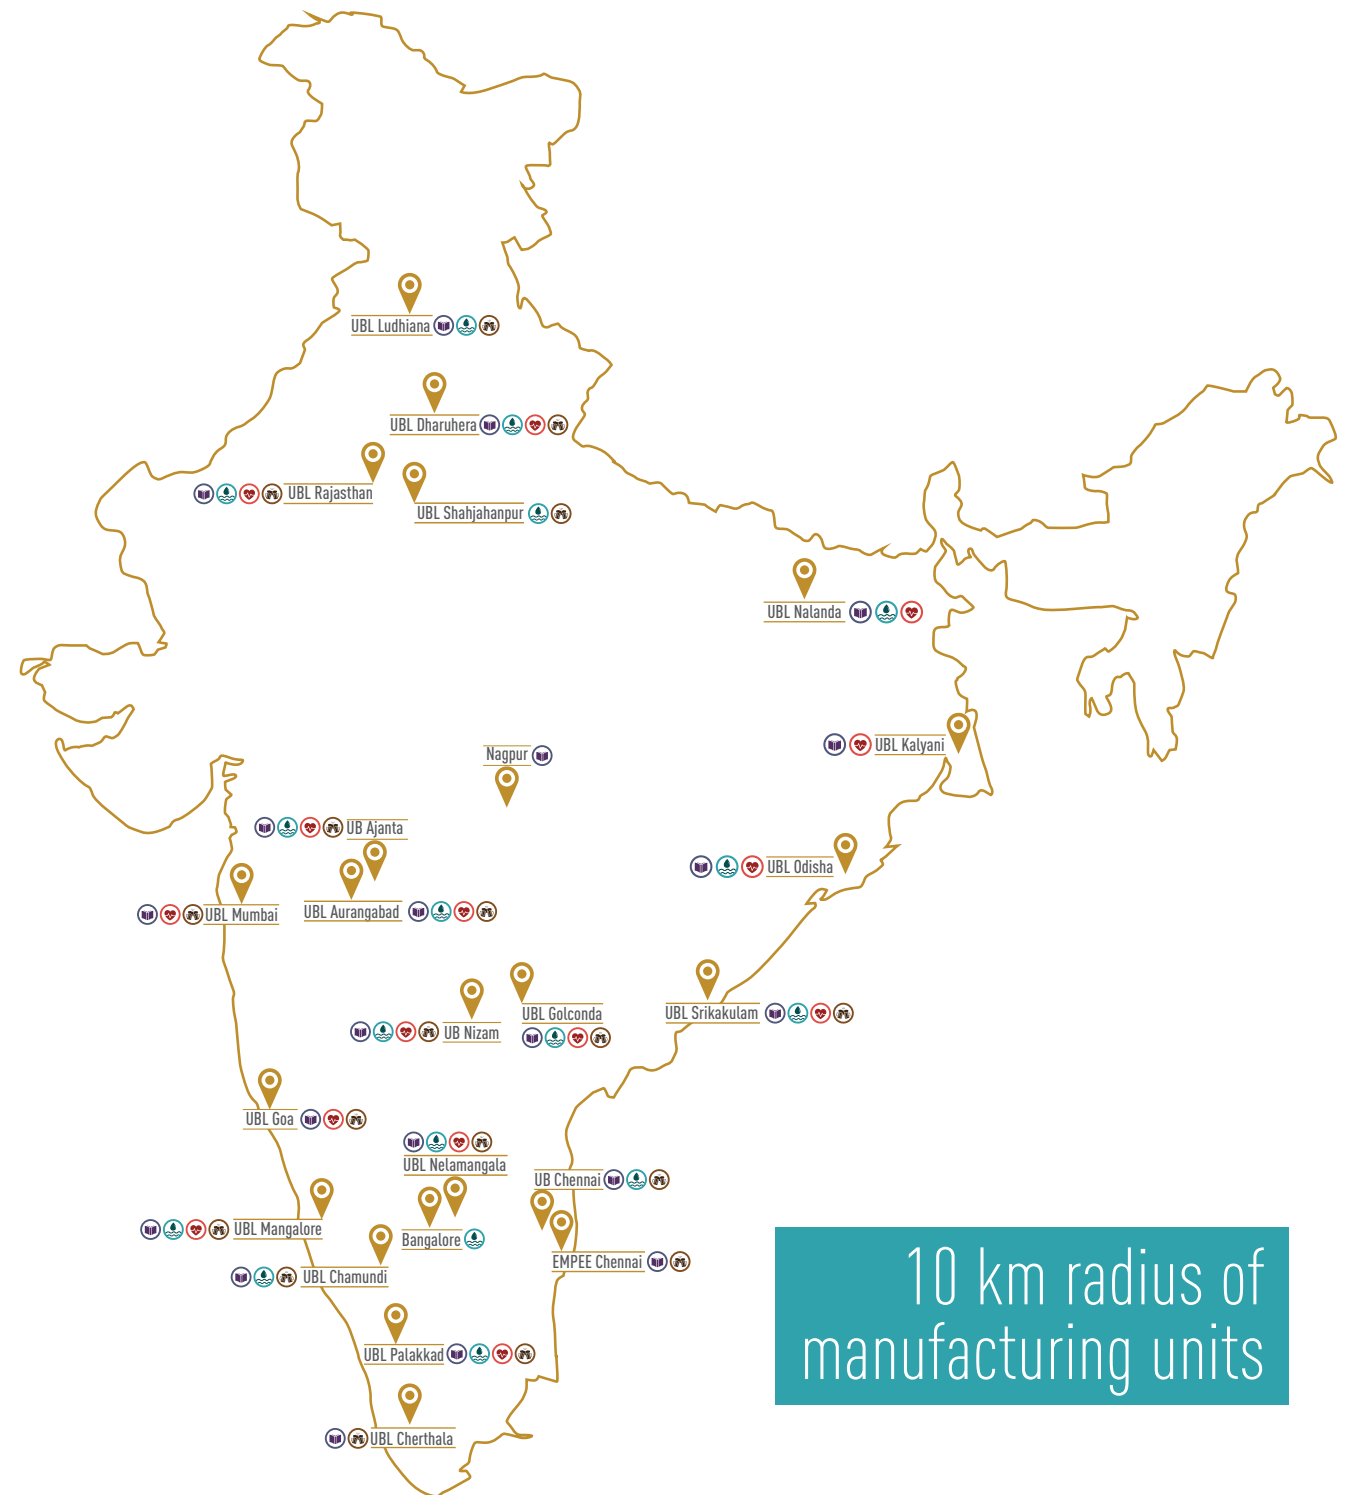 UBL Ludhiana
UBL Dharuhera
UBL Rajasthan
UBL Shahjahanpur
UBL Nalanda
UBL Kalyani
Nagpur
UB Ajanta
UBL Odisha
UBL Mumbai
UBL Aurangabad
UBL Golconda
UBL Srikakulam
UB Nizam
UBL Goa
UBL Nelamangala
UB Chennai
UBL Mangalore
Bangalore
EMPEE Chennai
UBL Chamundi
10 km radius of
manufacturing units
UBL Palakkad
UBL Cherthala